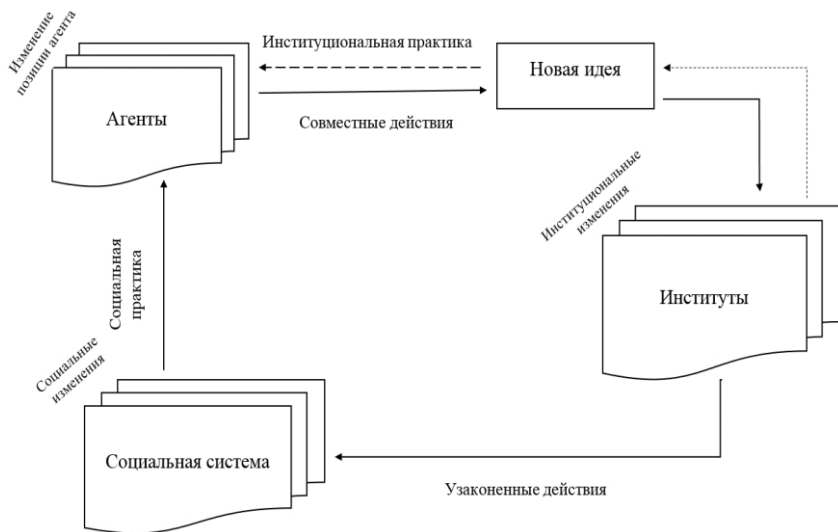 Изменение
позиции агента
Институциональная практика
Новая идея
Агенты
Совместные действия
Институциональные
изменения
Социальная
практика
Институты
Социальные
изменения
Социальная система
Узаконенные действия